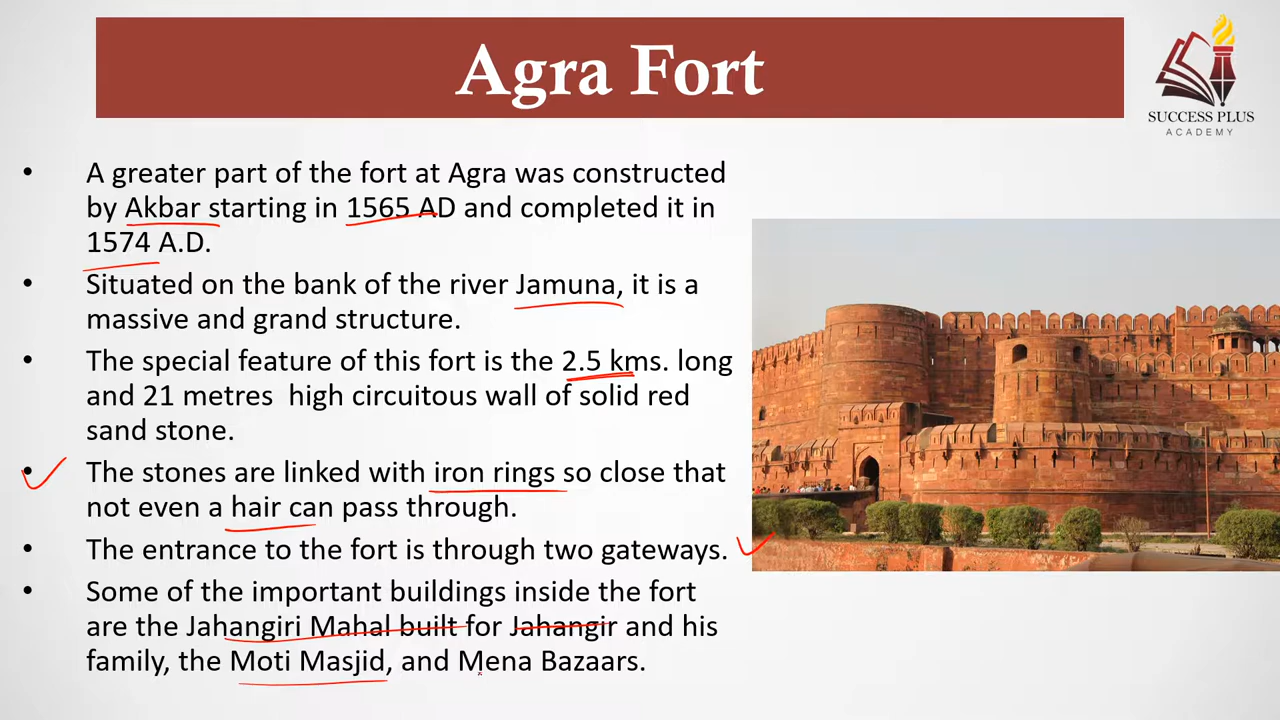 Agra Fort
SUCCESS PLUS
ACADEMY
• A greater part of the fort at Agra was constructed
by Akbar starting in 1565 AD and completed it in
1574 A.D.
• Situated on the bank of the river Jamuna, it is a
massive and grand structure.
• The special feature of this fort is the 2.5 kms. long
and 21 metres  high circuitous wall of solid red
sand stone.
• The stones are linked with iron rings so close that
not even a hair can pass through.
• The entrance to the fort is through two gateways.
• Some of the important buildings inside the fort
are the Jahangiri Mahal built for Jahangir and his
family, the Moti Masjid, and Mena Bazaars.